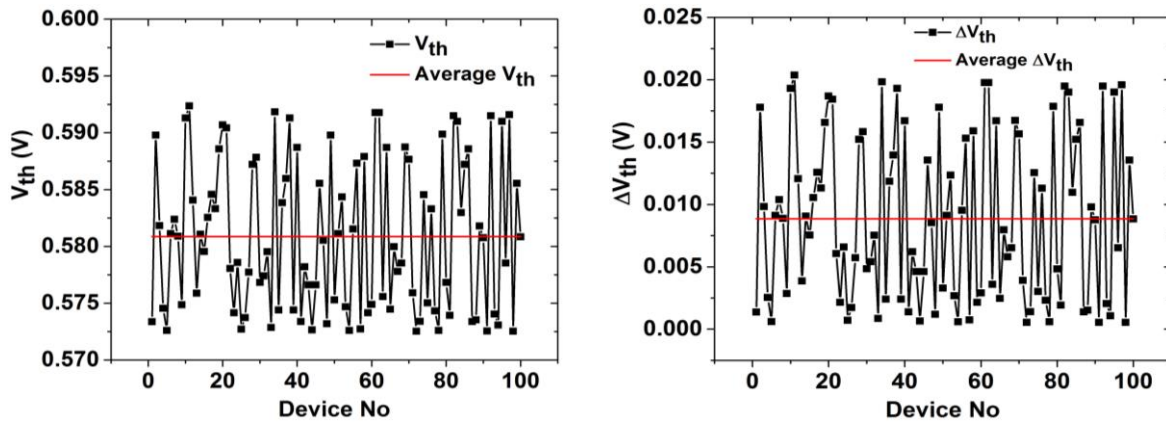 0.600
0.595
0.590
0.585
0.580
0.575
0.570
Vth (V)
Vth
Average Vth
0 20 40 60 80 100
Device No
0.025
0.020
0.015
0.010
0.005
0.000
ΔVth (V)
ΔVth
Average ΔVth
0 20 40 60 80 100
Device No